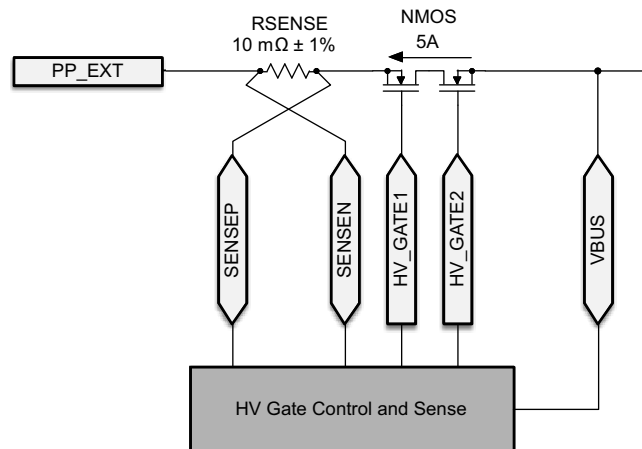 RSENSE
10 mΩ ± 1%
NMOS
5A
PP_EXT
SENSEP
SENSEN
HV_GATE1
HV_GATE2
VBUS
HV Gate Control and Sense